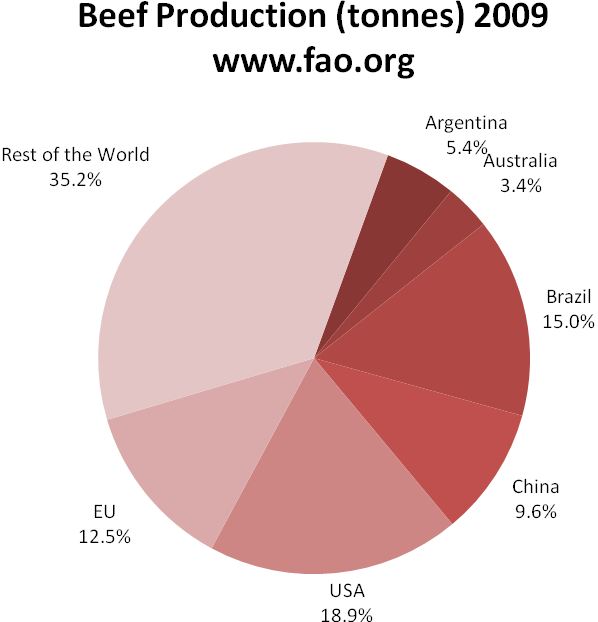 Beef Production (tonnes) 2009
www.fao.org
Argentina
5.4%
Australia
3.4%
Rest of the World
35.2%
Brazil
15.0%
China
9.6%
EU
12.5%
USA
18.9%